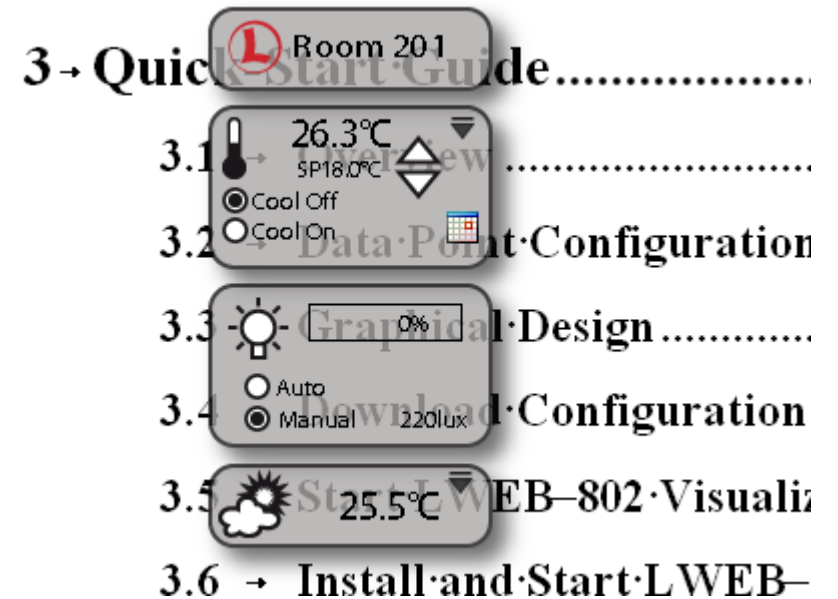 Room 201
3→Quick-Start·Guide
26.3°C
3.1 → Overview
SP18.0°C
Cool Off
Cool On
3.2 → Data·Point·Configuration
3.3 Graphical·Design
0%
Auto
3.4 Download·Configuration
Manual 220lux
3.5 Start·LWEB–802·Visualiz
25.5°C
3.6 → Install·and·Start·LWEB–